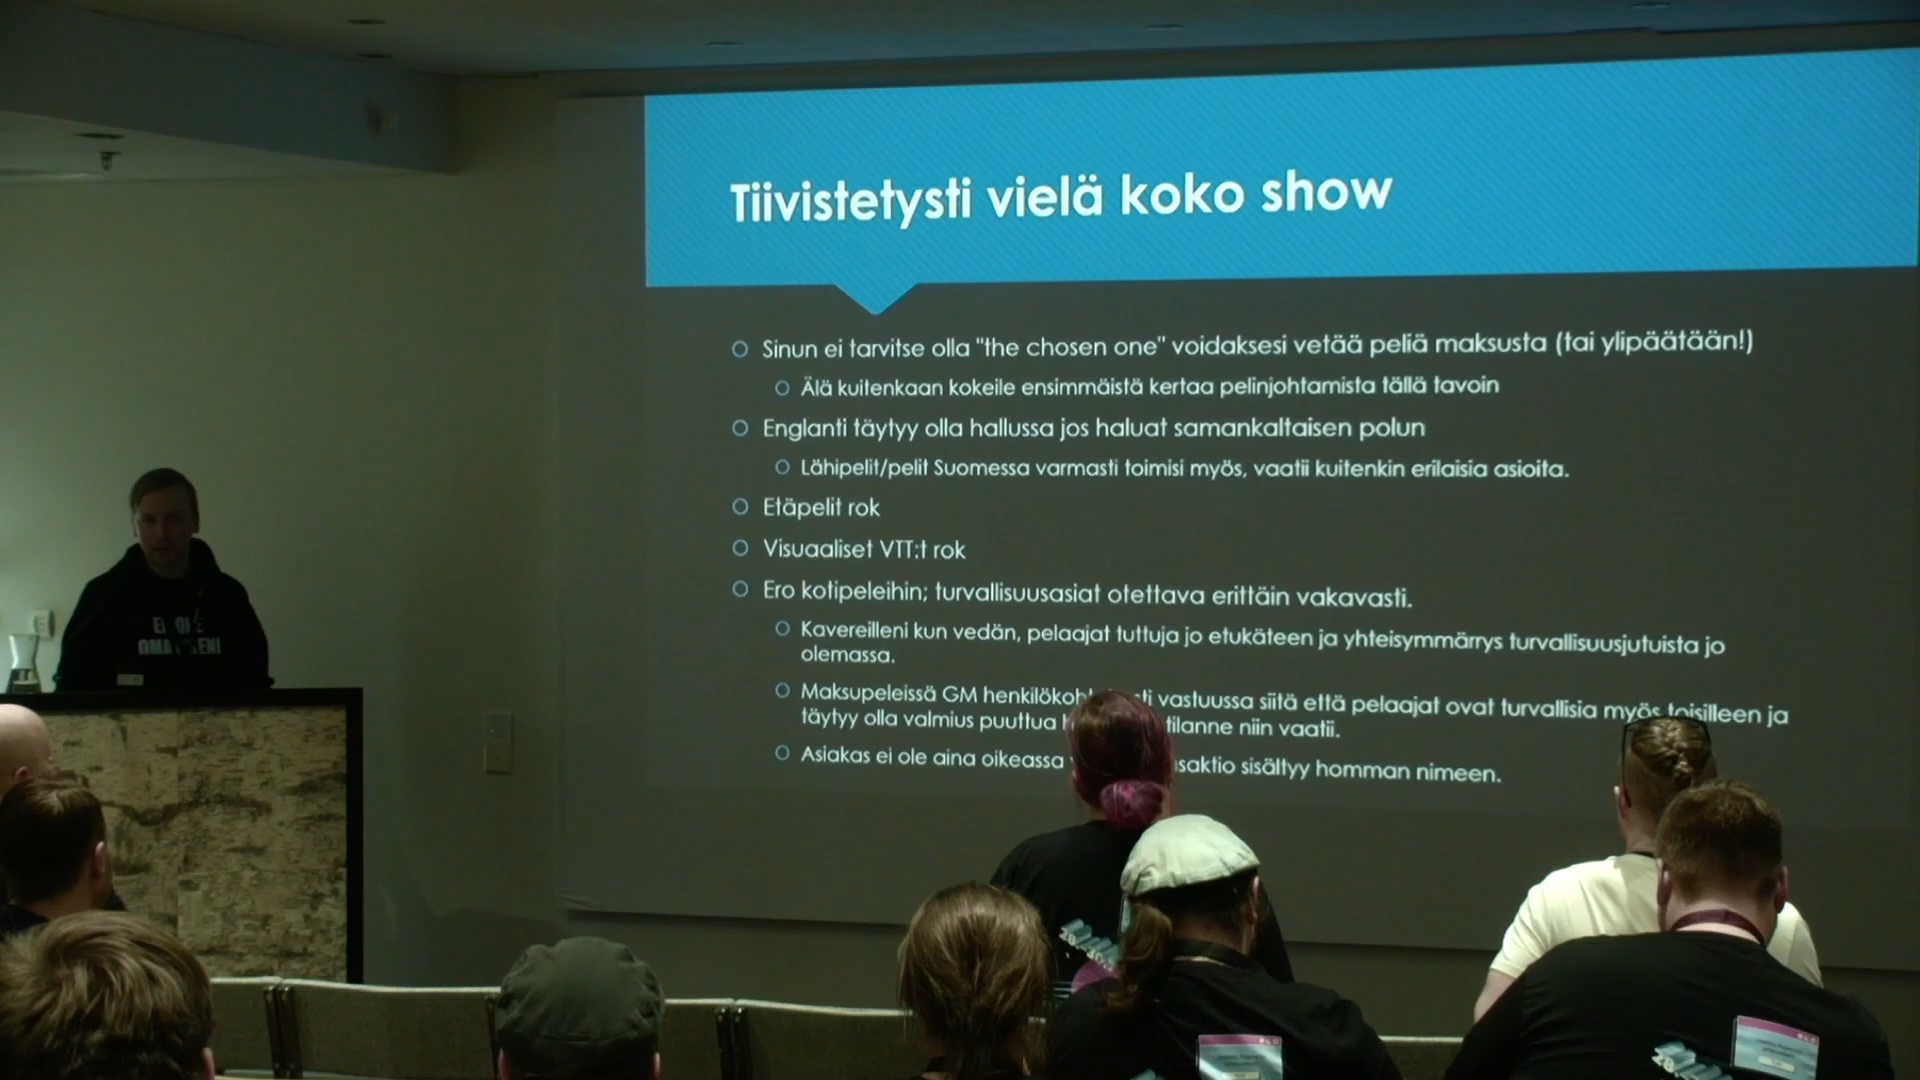 Tiivistetysti vielä koko show
Sinun ei tarvitse olla "the chosen one" voidaksesi vetää peliä maksusta (tai ylipäätään!)
Älä kuitenkaan kokeile ensimmäistä kertaa pelinjohtamista tällä tavoin
Englanti täytyy olla hallussa jos haluat samankaltaisen polun
Lähipelit/pelit Suomessa varmasti toimisi myös, vaatii kuitenkin erilaisia asioita.
Etäpelit rok
Visuaaliset VTT:t rok
Ero kotipeleihin; turvallisuusasiat otettava erittäin vakavasti.
Kavereilleni kun vedän, pelaajat tuttuja jo etukäteen ja yhteisymmärrys turvallisuusjutuista jo
olemassa.
Maksupeleissä GM vastuussa siitä että pelaajat ovat turvallisia myös toisilleen ja
täytyy olla valmius puuttua tilanne niin vaatii.
Asiakas ei ole aina oikeassa sisältyy homman nimeen.